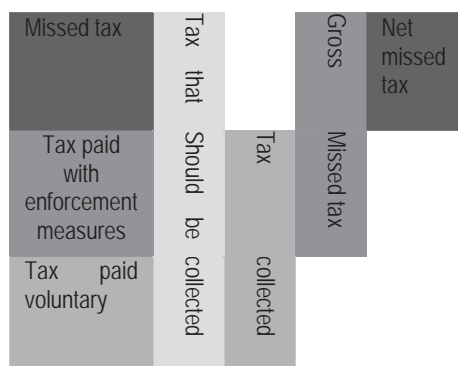 Missed tax
Tax paid
with
enforcement
measures
Tax paid
voluntary
Tax that Should be collected
Tax collected
Gross Missed tax
Net
missed
tax